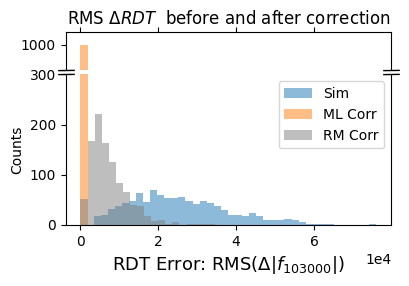 RMS ΔRDT before and after correction
1000
300
200
100
0
Counts
Sim
ML Corr
RM Corr
0 2 4 6
1e4
RDT Error: RMS(Δ|f₁₀₃₀₀₀|)